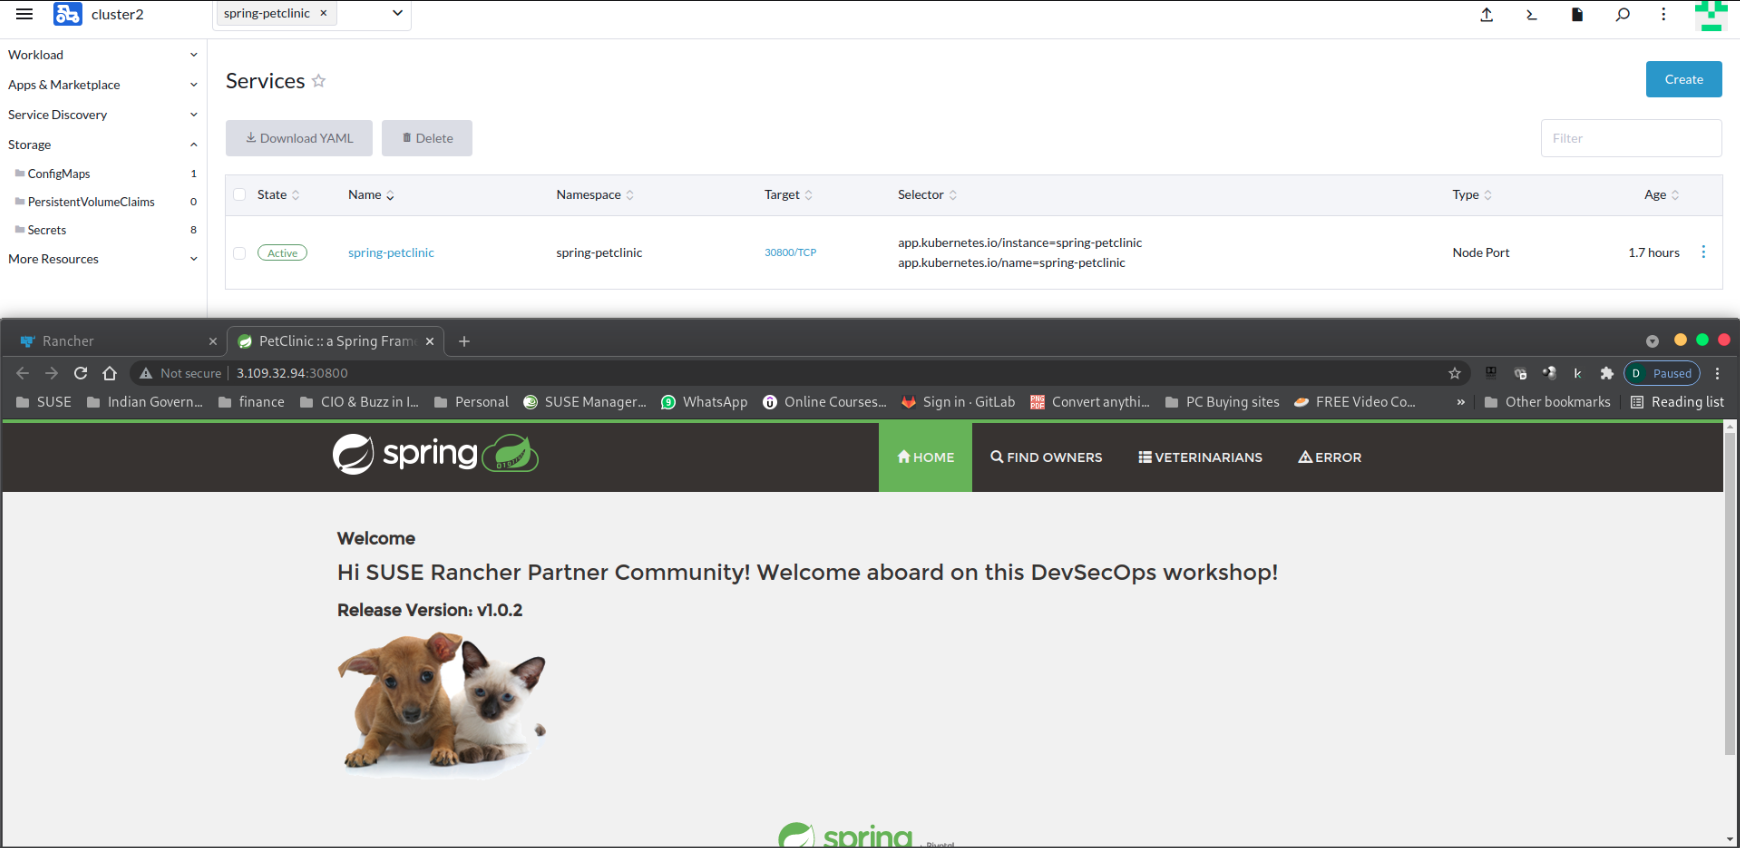 cluster2
spring-petclinic ×
Workload
Apps & Marketplace
Service Discovery
Storage
ConfigMaps 1
PersistentVolumeClaims 0
Secrets 8
More Resources
Services
Create
Download YAML
Delete
Filter
State Name Namespace Target Selector Type Age
Active spring-petclinic spring-petclinic 30800/TCP app.kubernetes.io/instance=spring-petclinic Node Port 1.7 hours
app.kubernetes.io/name=spring-petclinic
Rancher × PetClinic :: a Spring Fram × +
Not secure 3.109.32.94:30800 D Paused
SUSE Indian Govern... finance CIO & Buzz in I... Personal SUSE Manager... 9 WhatsApp Online Courses... Sign in · GitLab Convert anythi... PC Buying sites FREE Video Co... » Other bookmarks Reading list
spring
HOME FIND OWNERS VETERINARIANS ERROR
Welcome
Hi SUSE Rancher Partner Community! Welcome aboard on this DevSecOps workshop!
Release Version: v1.0.2
spring